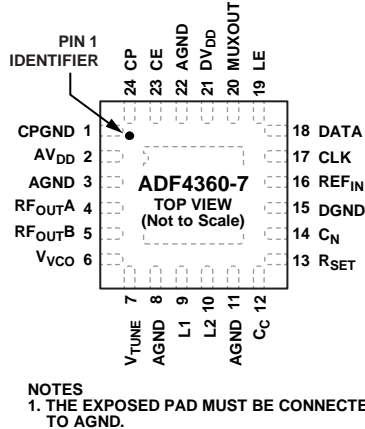 PIN 1
IDENTIFIER
24 CP
23 CE
22 AGND
21 DVDD
20 MUXOUT
19 LE
CPGND 1
AVDD 2
AGND 3
RFOUTA 4
RFOUTB 5
VVCO 6
18 DATA
17 CLK
16 REFIN
15 DGND
14 CN
13 RSET
ADF4360-7
TOP VIEW
(Not to Scale)
VTUNE 7
AGND 8
L1 9
L2 10
AGND 11
CC 12
NOTES
1. THE EXPOSED PAD MUST BE CONNECTE
TO AGND.